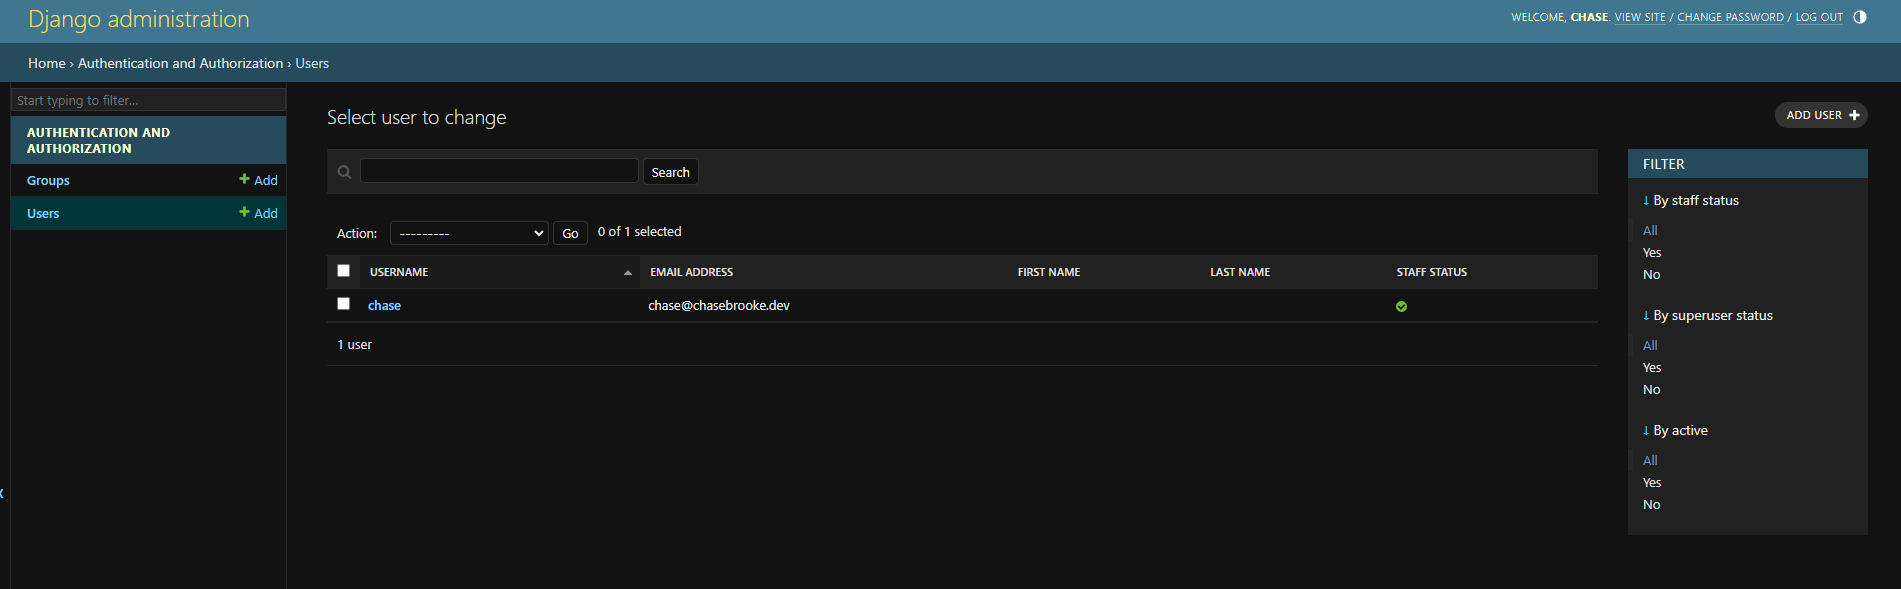 Django administration
WELCOME, CHASE. VIEW SITE / CHANGE PASSWORD / LOG OUT
Home › Authentication and Authorization › Users
Start typing to filter...
AUTHENTICATION AND
AUTHORIZATION
Groups
Add
Users
Add
Select user to change
ADD USER
Search
Action:
---------
Go
0 of 1 selected
USERNAME
EMAIL ADDRESS
FIRST NAME
LAST NAME
STAFF STATUS
chase
chase@chasebrooke.dev
1 user
FILTER
↓ By staff status
All
Yes
No
↓ By superuser status
All
Yes
No
↓ By active
All
Yes
No